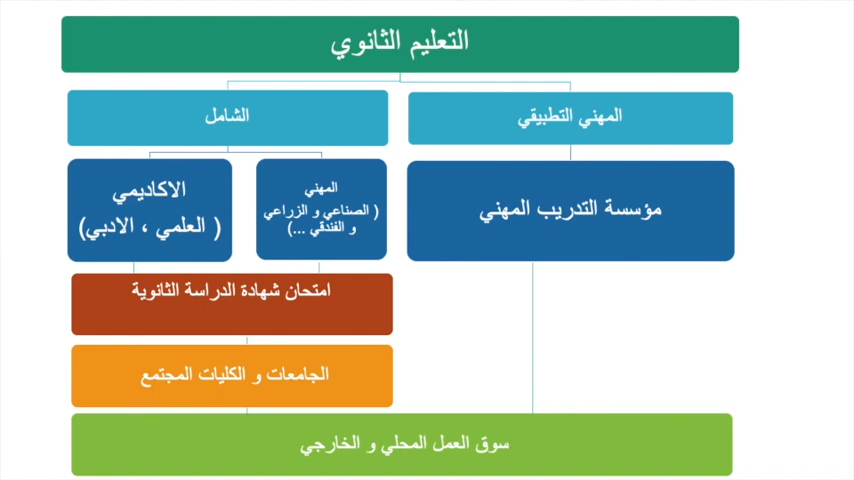 التعليم الثانوي
المهني التطبيقي
الشامل
مؤسسة التدريب المهني
المهني
( الصناعي و الزراعي
و الفندقي ...)
الاكاديمي
( العلمي ، الادبي)
امتحان شهادة الدراسة الثانوية
الجامعات و الكليات المجتمع
سوق العمل المحلي و الخارجي